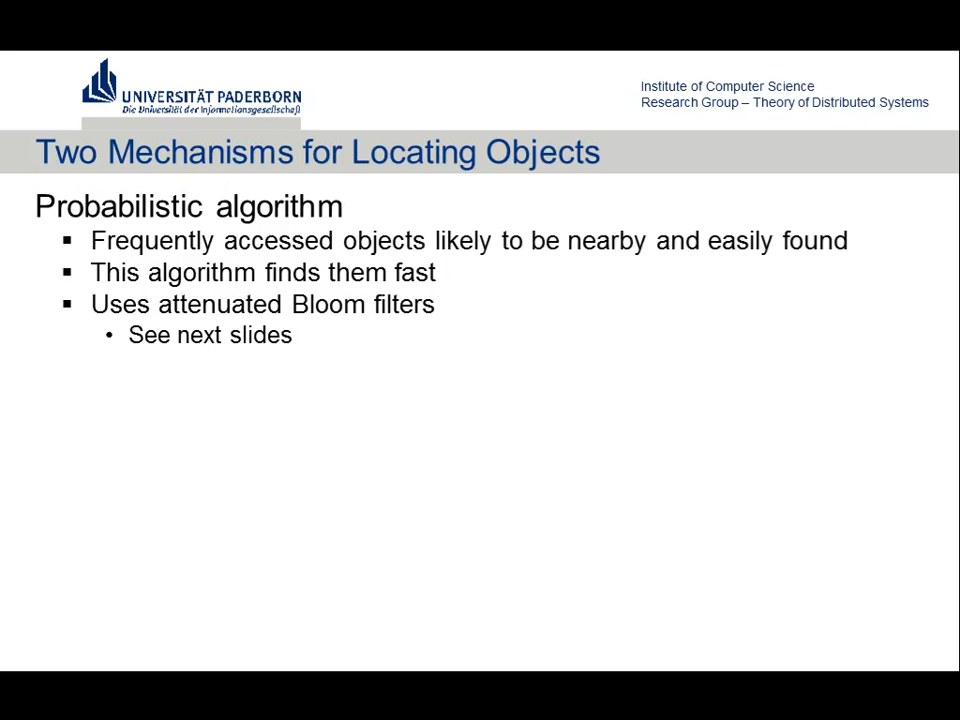 UNIVERSITÄT PADERBORN
Die Universität der Informationsgesellschaft
Institute of Computer Science
Research Group – Theory of Distributed Systems
Two Mechanisms for Locating Objects
Probabilistic algorithm
▪ Frequently accessed objects likely to be nearby and easily found
▪ This algorithm finds them fast
▪ Uses attenuated Bloom filters
• See next slides